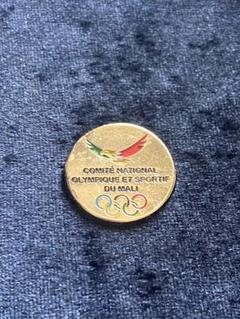 COMITÉ NATIONAL
OLYMPIQUE ET SPORTIF
DU MALI